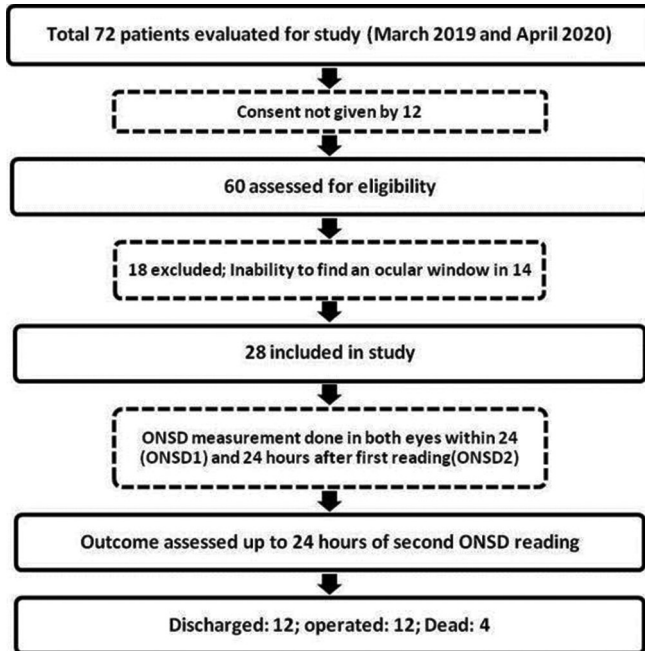 Total 72 patients evaluated for study (March 2019 and April 2020)
Consent not given by 12
60 assessed for eligibility
18 excluded; Inability to find an ocular window in 14
28 included in study
ONSD measurement done in both eyes within 24
(ONSD1) and 24 hours after first reading(ONSD2)
Outcome assessed up to 24 hours of second ONSD reading
Discharged: 12; operated: 12; Dead: 4